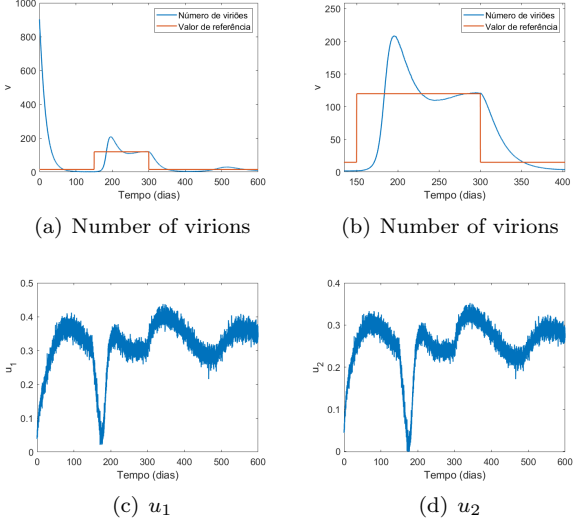 1000
800
600
400
200
0
v
Número de viriões
Valor de referência
0 100 200 300 400 500 600
Tempo (dias)
(a) Number of virions
250
200
150
100
50
0
v
Número de viriões
Valor de referência
150 200 250 300 350 400
Tempo (dias)
(b) Number of virions
0.5
0.4
0.3
0.2
0.1
0
u1
0 100 200 300 400 500 600
Tempo (dias)
(c) u1
0.4
0.3
0.2
0.1
0
u2
0 100 200 300 400 500 600
Tempo (dias)
(d) u2